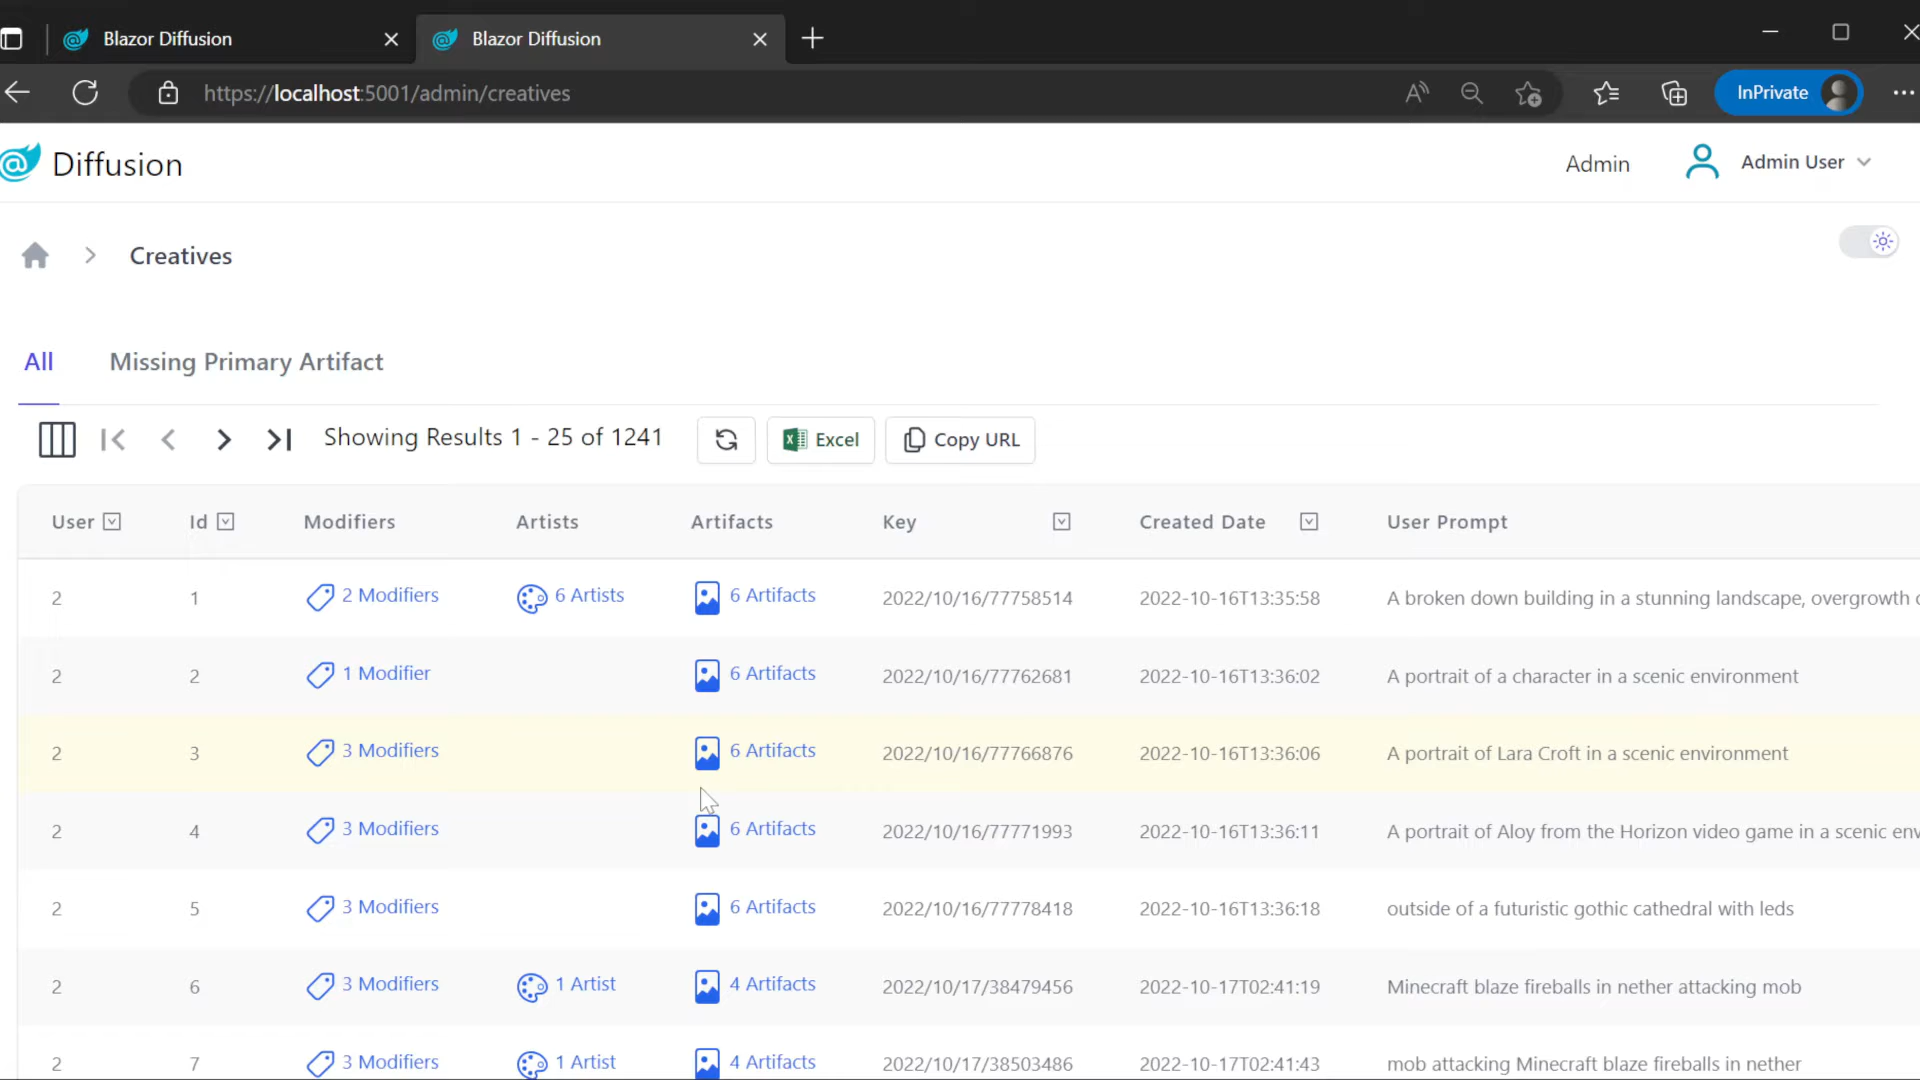 Blazor Diffusion
Blazor Diffusion
https://localhost:5001/admin/creatives
InPrivate
Diffusion
Admin
Admin User
Creatives
All
Missing Primary Artifact
Showing Results 1 - 25 of 1241
Excel
Copy URL
User Id Modifiers Artists Artifacts Key Created Date User Prompt
2 1 2 Modifiers 6 Artists 6 Artifacts 2022/10/16/77758514 2022-10-16T13:35:58 A broken down building in a stunning landscape, overgrowth
2 2 1 Modifier 6 Artifacts 2022/10/16/77762681 2022-10-16T13:36:02 A portrait of a character in a scenic environment
2 3 3 Modifiers 6 Artifacts 2022/10/16/77766876 2022-10-16T13:36:06 A portrait of Lara Croft in a scenic environment
2 4 3 Modifiers 6 Artifacts 2022/10/16/77771993 2022-10-16T13:36:11 A portrait of Aloy from the Horizon video game in a scenic env
2 5 3 Modifiers 6 Artifacts 2022/10/16/77778418 2022-10-16T13:36:18 outside of a futuristic gothic cathedral with leds
2 6 3 Modifiers 1 Artist 4 Artifacts 2022/10/17/38479456 2022-10-17T02:41:19 Minecraft blaze fireballs in nether attacking mob
2 7 3 Modifiers 1 Artist 4 Artifacts 2022/10/17/38503486 2022-10-17T02:41:43 mob attacking Minecraft blaze fireballs in nether